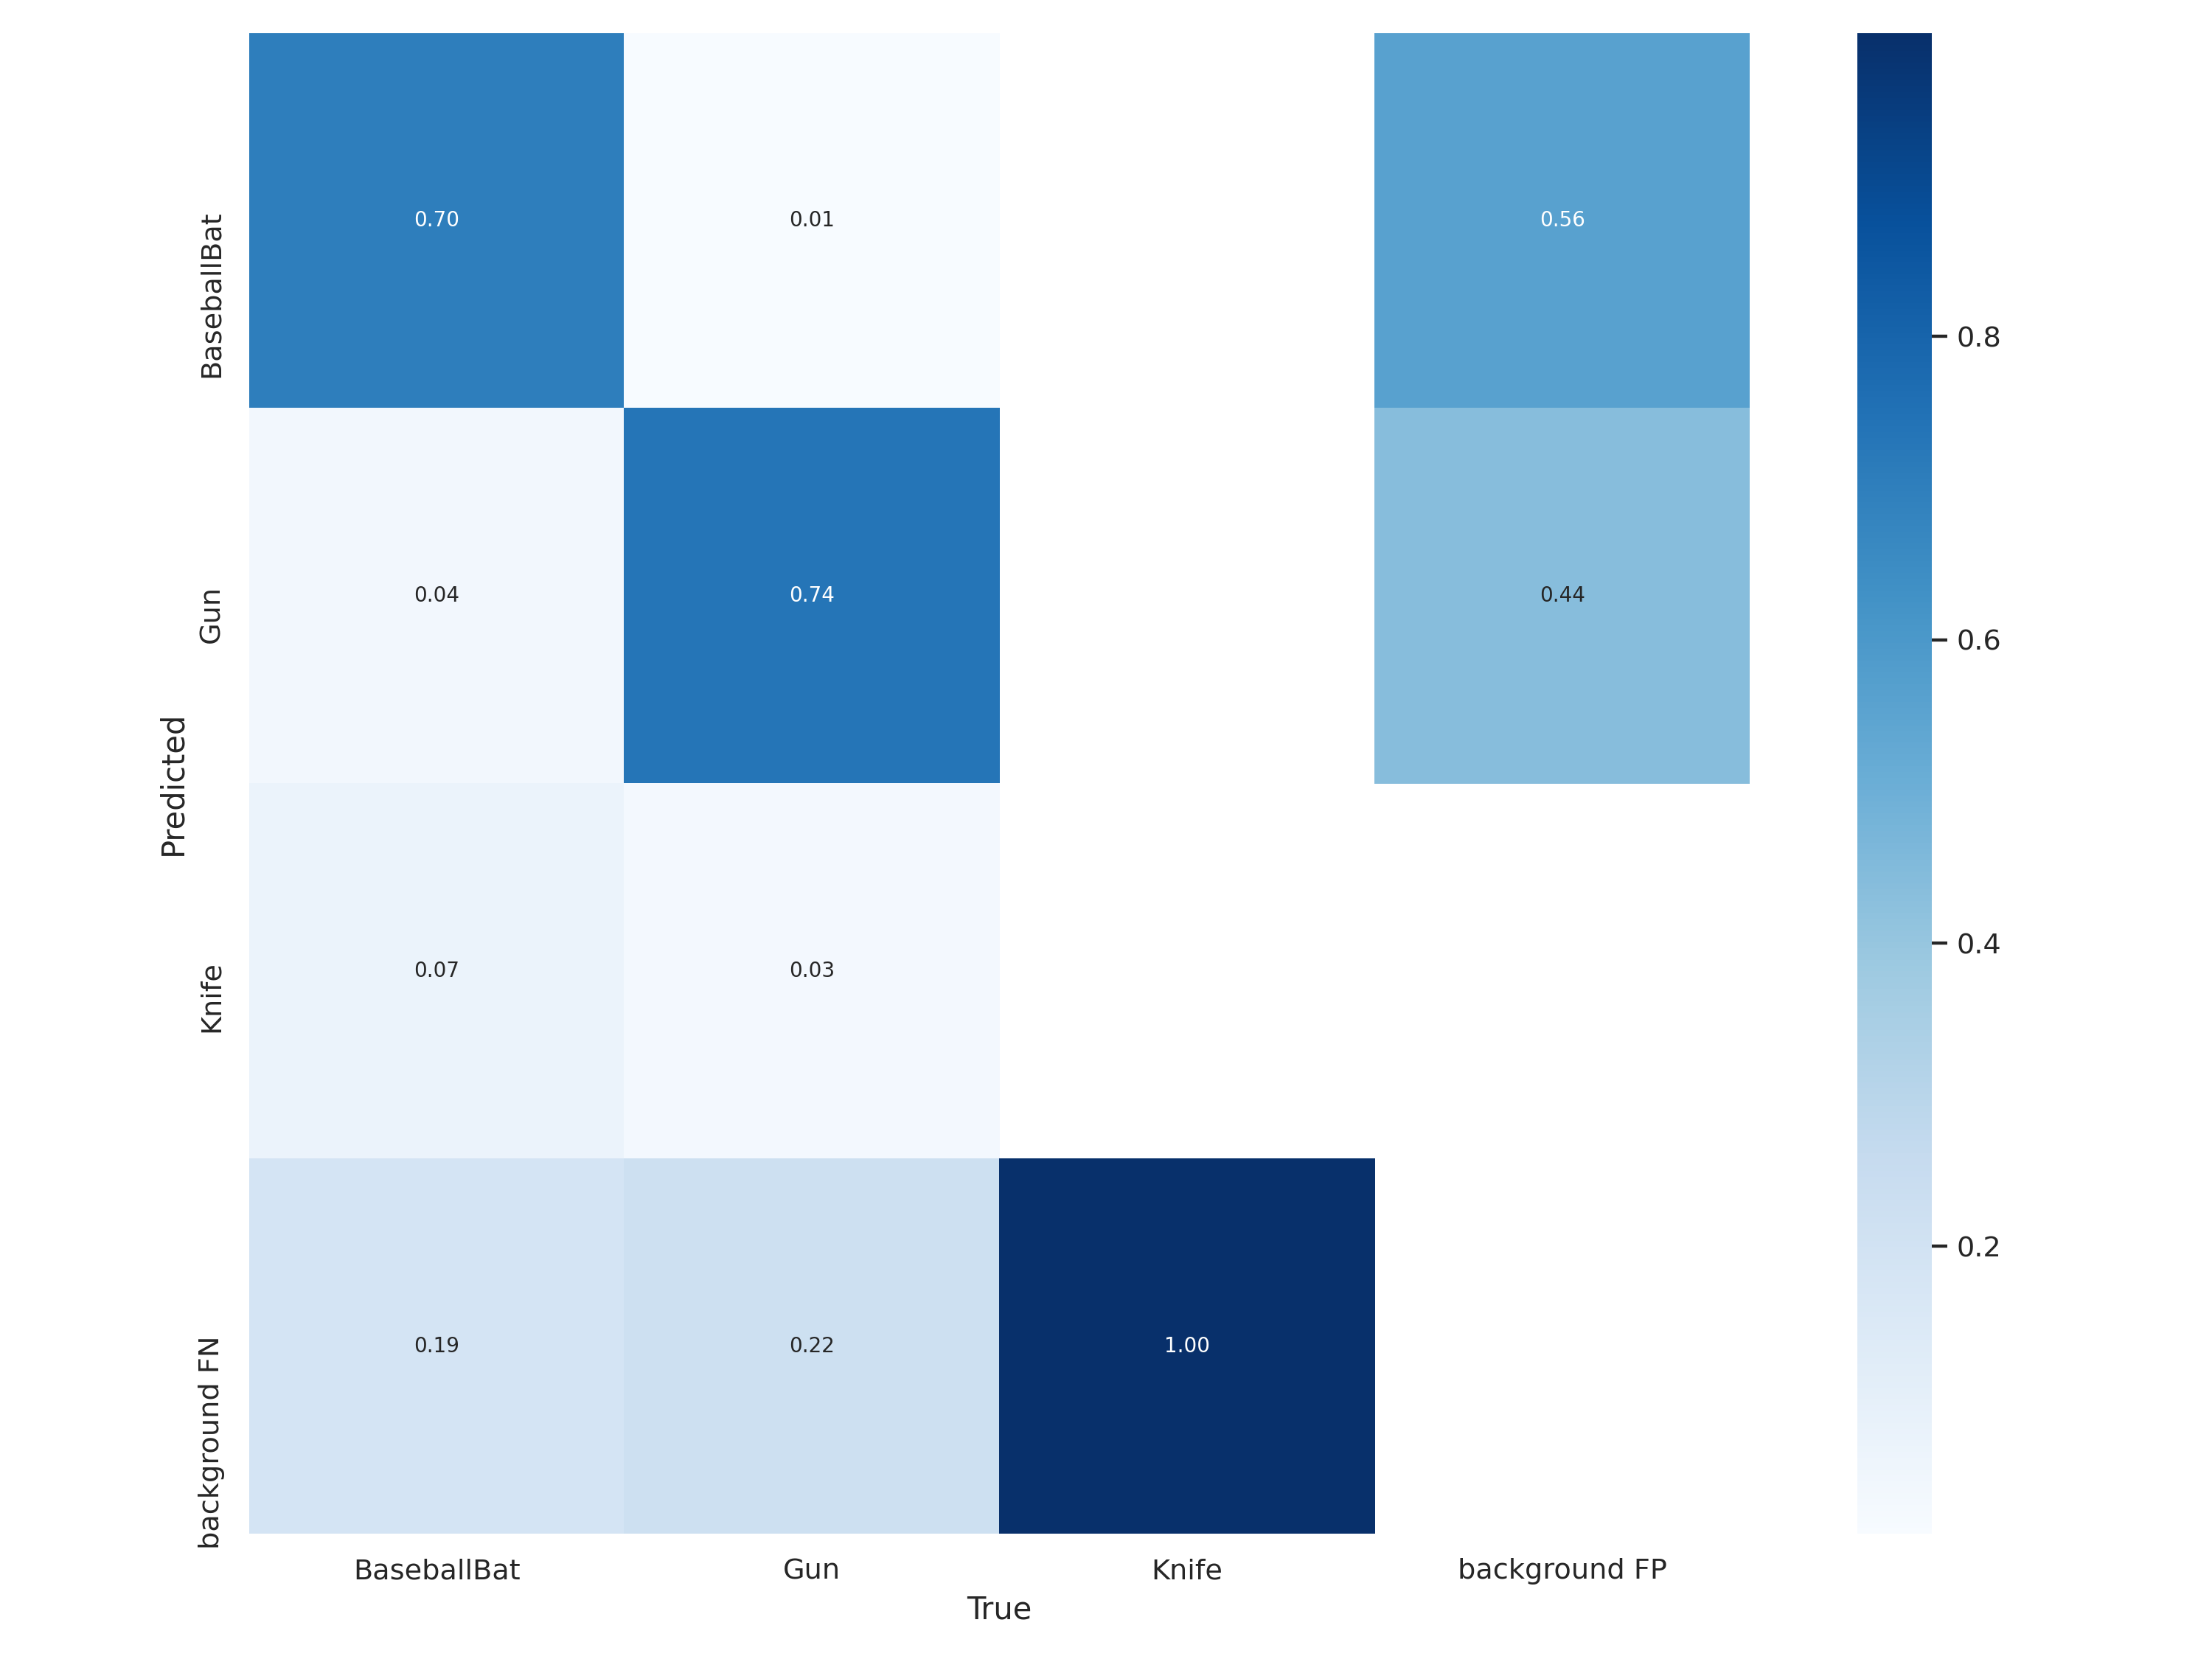 BaseballBat
Gun
Knife
background FN
Predicted
0.70 0.01 0.56
0.04 0.74 0.44
0.07 0.03
0.19 0.22 1.00
BaseballBat Gun Knife background FP
True
0.8
0.6
0.4
0.2